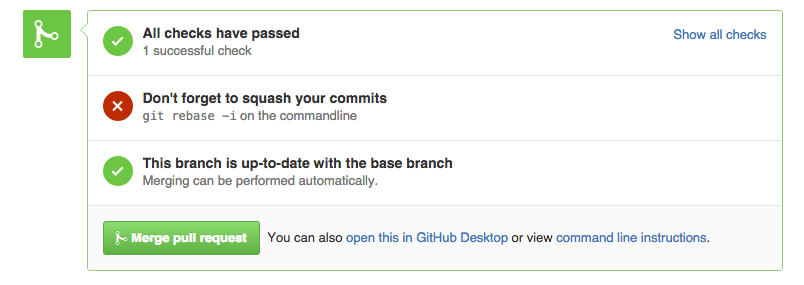 All checks have passed
Show all checks
1 successful check
Don't forget to squash your commits
git rebase -i on the commandline
This branch is up-to-date with the base branch
Merging can be performed automatically.
Merge pull request You can also open this in GitHub Desktop or view command line instructions.